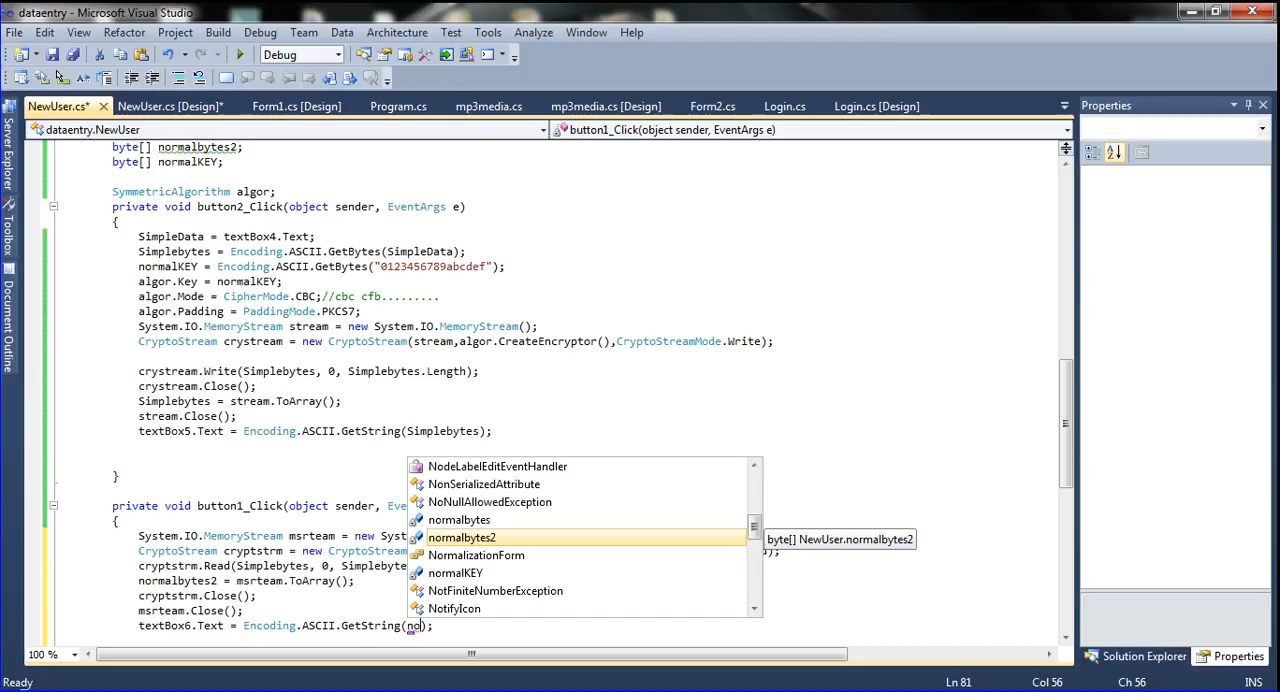 dataentry - Microsoft Visual Studio
File Edit View Refactor Project Build Debug Team Data Architecture Test Tools Analyze Window Help
Debug
NewUser.cs* NewUser.cs [Design]* Form1.cs [Design] Program.cs mp3media.cs mp3media.cs [Design] Form2.cs Login.cs Login.cs [Design] Properties
dataentry.NewUser button1_Click(object sender, EventArgs e)
Server Explorer
Toolbox
Document Outline
byte[] normalbytes2;
byte[] normalKEY;
SymmetricAlgorithm algor;
private void button2_Click(object sender, EventArgs e)
{
SimpleData = textBox4.Text;
Simplebytes = Encoding.ASCII.GetBytes(SimpleData);
normalKEY = Encoding.ASCII.GetBytes("0123456789abcdef");
algor.Key = normalKEY;
algor.Mode = CipherMode.CBC;//cbc cfb.........
algor.Padding = PaddingMode.PKCS7;
System.IO.MemoryStream stream = new System.IO.MemoryStream();
CryptoStream crystream = new CryptoStream(stream,algor.CreateEncryptor(),CryptoStreamMode.Write);
crystream.Write(Simplebytes, 0, Simplebytes.Length);
crystream.Close();
Simplebytes = stream.ToArray();
stream.Close();
textBox5.Text = Encoding.ASCII.GetString(Simplebytes);
}
private void button1_Click(object sender, Eve
{
System.IO.MemoryStream msrteam = new Syst
CryptoStream cryptstrm = new CryptoStream d);
cryptstrm.Read(Simplebytes, 0, Simplebyte
normalbytes2 = msrteam.ToArray();
cryptstrm.Close();
msrteam.Close();
textBox6.Text = Encoding.ASCII.GetString(no);
NodeLabelEditEventHandler
NonSerializedAttribute
NoNullAllowedException
normalbytes
normalbytes2 byte[] NewUser.normalbytes2
NormalizationForm
normalKEY
NotFiniteNumberException
NotifyIcon
100 %
Solution Explorer Properties
Ready Ln 81 Col 56 Ch 56 INS